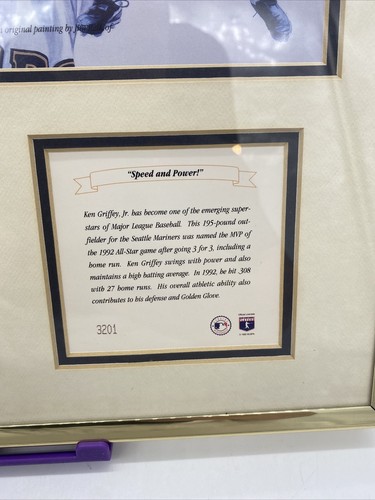 original painting by
"Speed and Power!"
Ken Griffey, Jr. has become one of the emerging super-
stars of Major League Baseball. This 195-pound out-
fielder for the Seattle Mariners was named the MVP of
the 1992 All-Star game after going 3 for 3, including a
home run. Ken Griffey swings with power and also
maintains a high batting average. In 1992, he hit .308
with 27 home runs. His overall athletic ability also
contributes to his defense and Golden Glove.
3201